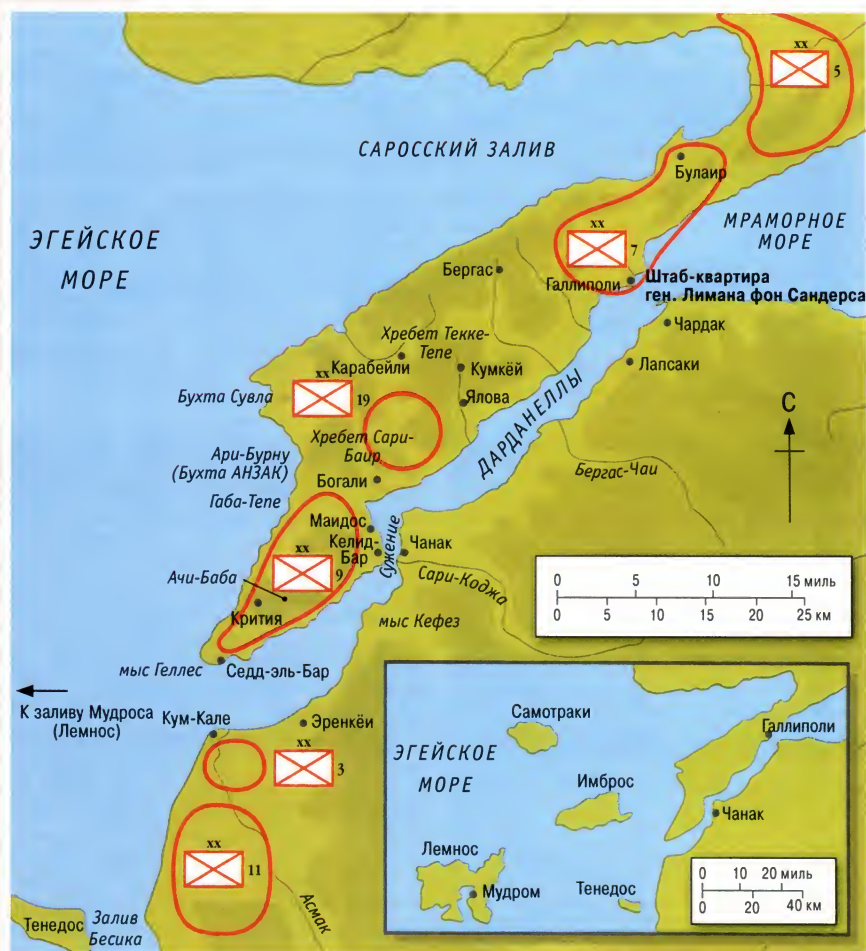 xx
5
САРОССКИЙ ЗАЛИВ
Булаир
ЭГЕЙСКОЕ
МОРЕ
МРАМОРНОЕ
МОРЕ
xx
7
Бергас
Галлиполи
Штаб-квартира
ген. Лимана фон Сандерса
Чардак
Хребет Текке-
Тепе
Карабейли
Кумкёй
Лапсаки
xx
19
Бухта Сувла
Ялова
С
ДАРДАНЕЛЛЫ
Хребет Сари-
Баир
Ари-Бурну
(Бухта АНЗАК)
Бергас-Чаи
Богали
Габа-Тепе
Маидос
Келид-
Бар
Сужение
Чанак
xx
9
Ачи-Баба
Сари-Коджа
Крития
мыс Кефез
0 5 10 15 миль
0 5 10 15 20 25 км
мыс Геллес
Седд-эль-Бар
К заливу Мудроса
(Лемнос)
Кум-Кале
Эренкёи
xx
3
xx
11
Асмак
Тенедос
Залив
Бесика
Самотраки
Галлиполи
ЭГЕЙСКОЕ
МОРЕ
Имброс
Чанак
Лемнос
Мудром
Тенедос
0 10 20 миль
0 20 40 км